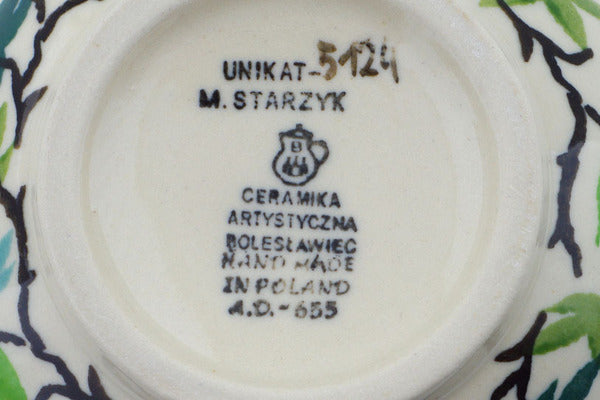 UNIKAT-5124
M. STARZYK
B
CERAMIKA
ARTYSTYCZNA
BOLESŁAWIEC
HAND MADE
IN POLAND
A.D.-655